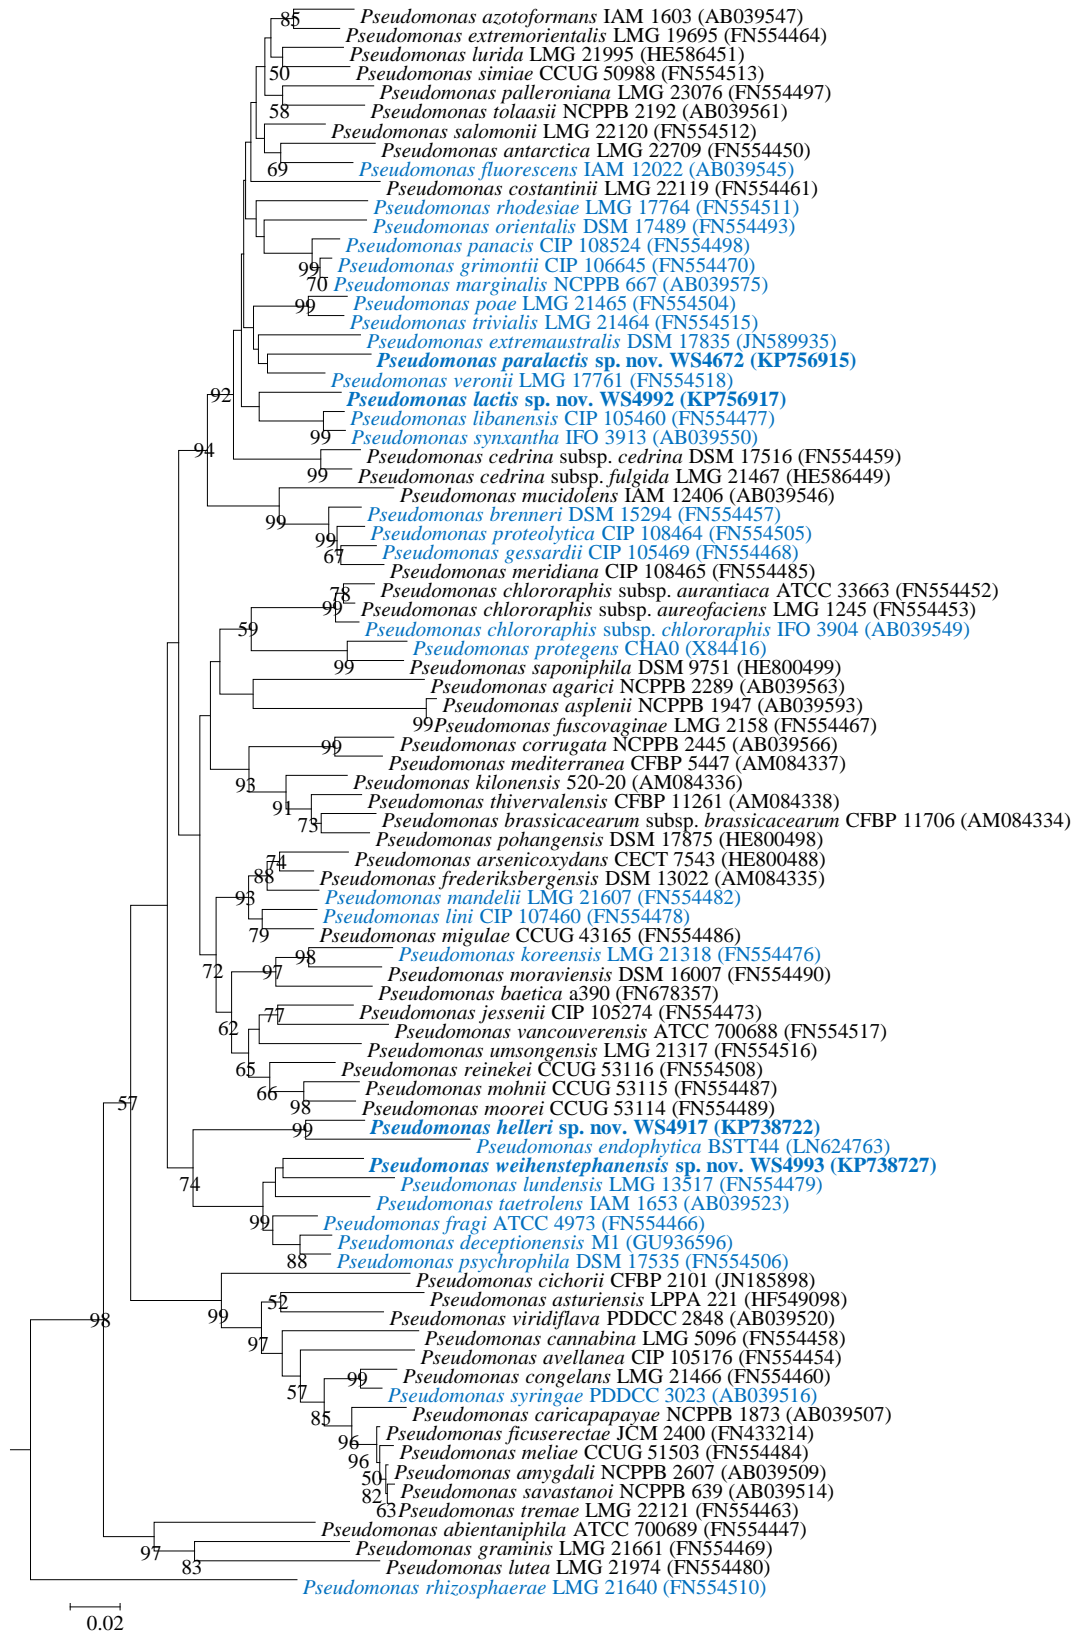 85
Pseudomonas azotoformans IAM 1603 (AB039547)
Pseudomonas extremorientalis LMG 19695 (FN554464)
Pseudomonas lurida LMG 21995 (HE586451)
50
Pseudomonas simiae CCUG 50988 (FN554513)
Pseudomonas palleroniana LMG 23076 (FN554497)
58
Pseudomonas tolaasii NCPPB 2192 (AB039561)
Pseudomonas salomonii LMG 22120 (FN554512)
Pseudomonas antarctica LMG 22709 (FN554450)
69
Pseudomonas fluorescens IAM 12022 (AB039545)
Pseudomonas costantinii LMG 22119 (FN554461)
Pseudomonas rhodesiae LMG 17764 (FN554511)
Pseudomonas orientalis DSM 17489 (FN554493)
Pseudomonas panacis CIP 108524 (FN554498)
99
Pseudomonas grimontii CIP 106645 (FN554470)
70
Pseudomonas marginalis NCPPB 667 (AB039575)
99
Pseudomonas poae LMG 21465 (FN554504)
Pseudomonas trivialis LMG 21464 (FN554515)
Pseudomonas extremaustralis DSM 17835 (JN589935)
Pseudomonas paralactis sp. nov. WS4672 (KP756915)
Pseudomonas veronii LMG 17761 (FN554518)
92
Pseudomonas lactis sp. nov. WS4992 (KP756917)
Pseudomonas libanensis CIP 105460 (FN554477)
99
Pseudomonas synxantha IFO 3913 (AB039550)
94
Pseudomonas cedrina subsp. cedrina DSM 17516 (FN554459)
99
Pseudomonas cedrina subsp. fulgida LMG 21467 (HE586449)
Pseudomonas mucidolens IAM 12406 (AB039546)
99
Pseudomonas brenneri DSM 15294 (FN554457)
99
Pseudomonas proteolytica CIP 108464 (FN554505)
67
Pseudomonas gessardii CIP 105469 (FN554468)
Pseudomonas meridiana CIP 108465 (FN554485)
78
Pseudomonas chlororaphis subsp. aurantiaca ATCC 33663 (FN554452)
99
Pseudomonas chlororaphis subsp. aureofaciens LMG 1245 (FN554453)
59
Pseudomonas chlororaphis subsp. chlororaphis IFO 3904 (AB039549)
Pseudomonas protegens CHA0 (X84416)
99
Pseudomonas saponiphila DSM 9751 (HE800499)
Pseudomonas agarici NCPPB 2289 (AB039563)
Pseudomonas asplenii NCPPB 1947 (AB039593)
99
Pseudomonas fuscovaginae LMG 2158 (FN554467)
99
Pseudomonas corrugata NCPPB 2445 (AB039566)
Pseudomonas mediterranea CFBP 5447 (AM084337)
93
Pseudomonas kilonensis 520-20 (AM084336)
91
Pseudomonas thivervalensis CFBP 11261 (AM084338)
73
Pseudomonas brassicacearum subsp. brassicacearum CFBP 11706 (AM084334)
Pseudomonas pohangensis DSM 17875 (HE800498)
74
Pseudomonas arsenicoxydans CECT 7543 (HE800488)
88
Pseudomonas frederiksbergensis DSM 13022 (AM084335)
93
Pseudomonas mandelii LMG 21607 (FN554482)
Pseudomonas lini CIP 107460 (FN554478)
79
Pseudomonas migulae CCUG 43165 (FN554486)
98
Pseudomonas koreensis LMG 21318 (FN554476)
72
97
Pseudomonas moraviensis DSM 16007 (FN554490)
Pseudomonas baetica a390 (FN678357)
77
Pseudomonas jessenii CIP 105274 (FN554473)
62
Pseudomonas vancouverensis ATCC 700688 (FN554517)
Pseudomonas umsongensis LMG 21317 (FN554516)
65
Pseudomonas reinekei CCUG 53116 (FN554508)
66
Pseudomonas mohnii CCUG 53115 (FN554487)
98
Pseudomonas moorei CCUG 53114 (FN554489)
57
99
Pseudomonas helleri sp. nov. WS4917 (KP738722)
Pseudomonas endophytica BSTT44 (LN624763)
Pseudomonas weihenstephanensis sp. nov. WS4993 (KP738727)
74
Pseudomonas lundensis LMG 13517 (FN554479)
Pseudomonas taetrolens IAM 1653 (AB039523)
99
Pseudomonas fragi ATCC 4973 (FN554466)
Pseudomonas deceptionensis M1 (GU936596)
88
Pseudomonas psychrophila DSM 17535 (FN554506)
Pseudomonas cichorii CFBP 2101 (JN185898)
52
Pseudomonas asturiensis LPPA 221 (HF549098)
98
99
Pseudomonas viridiflava PDDCC 2848 (AB039520)
97
Pseudomonas cannabina LMG 5096 (FN554458)
Pseudomonas avellanea CIP 105176 (FN554454)
99
Pseudomonas congelans LMG 21466 (FN554460)
57
Pseudomonas syringae PDDCC 3023 (AB039516)
85
Pseudomonas caricapapayae NCPPB 1873 (AB039507)
96
Pseudomonas ficuserectae JCM 2400 (FN433214)
96
Pseudomonas meliae CCUG 51503 (FN554484)
50
Pseudomonas amygdali NCPPB 2607 (AB039509)
82
Pseudomonas savastanoi NCPPB 639 (AB039514)
63
Pseudomonas tremae LMG 22121 (FN554463)
Pseudomonas abientaniphila ATCC 700689 (FN554447)
97
Pseudomonas graminis LMG 21661 (FN554469)
83
Pseudomonas lutea LMG 21974 (FN554480)
Pseudomonas rhizosphaerae LMG 21640 (FN554510)
0.02